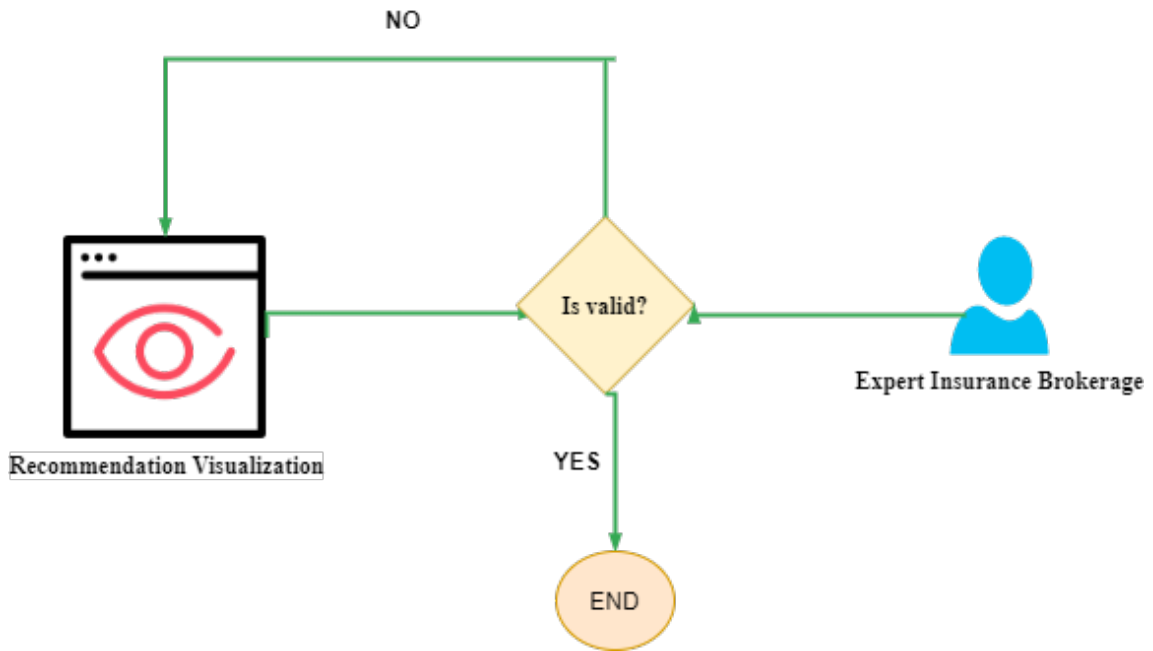 NO
Is valid?
Expert Insurance Brokerage
Recommendation Visualization
YES
END